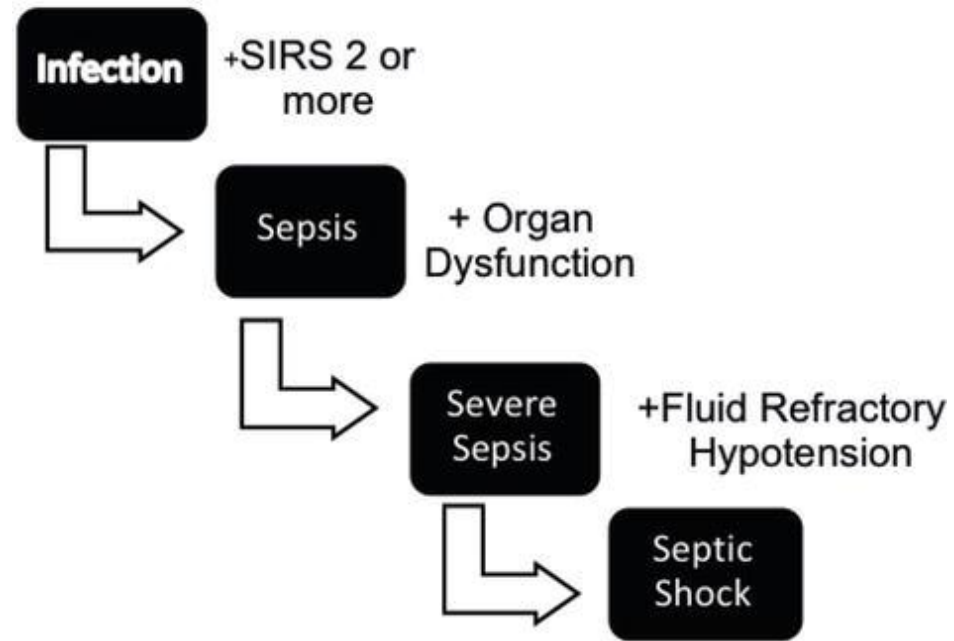 Infection
+SIRS 2 or
more
Sepsis
+ Organ
Dysfunction
Severe
Sepsis
+Fluid Refractory
Hypotension
Septic
Shock